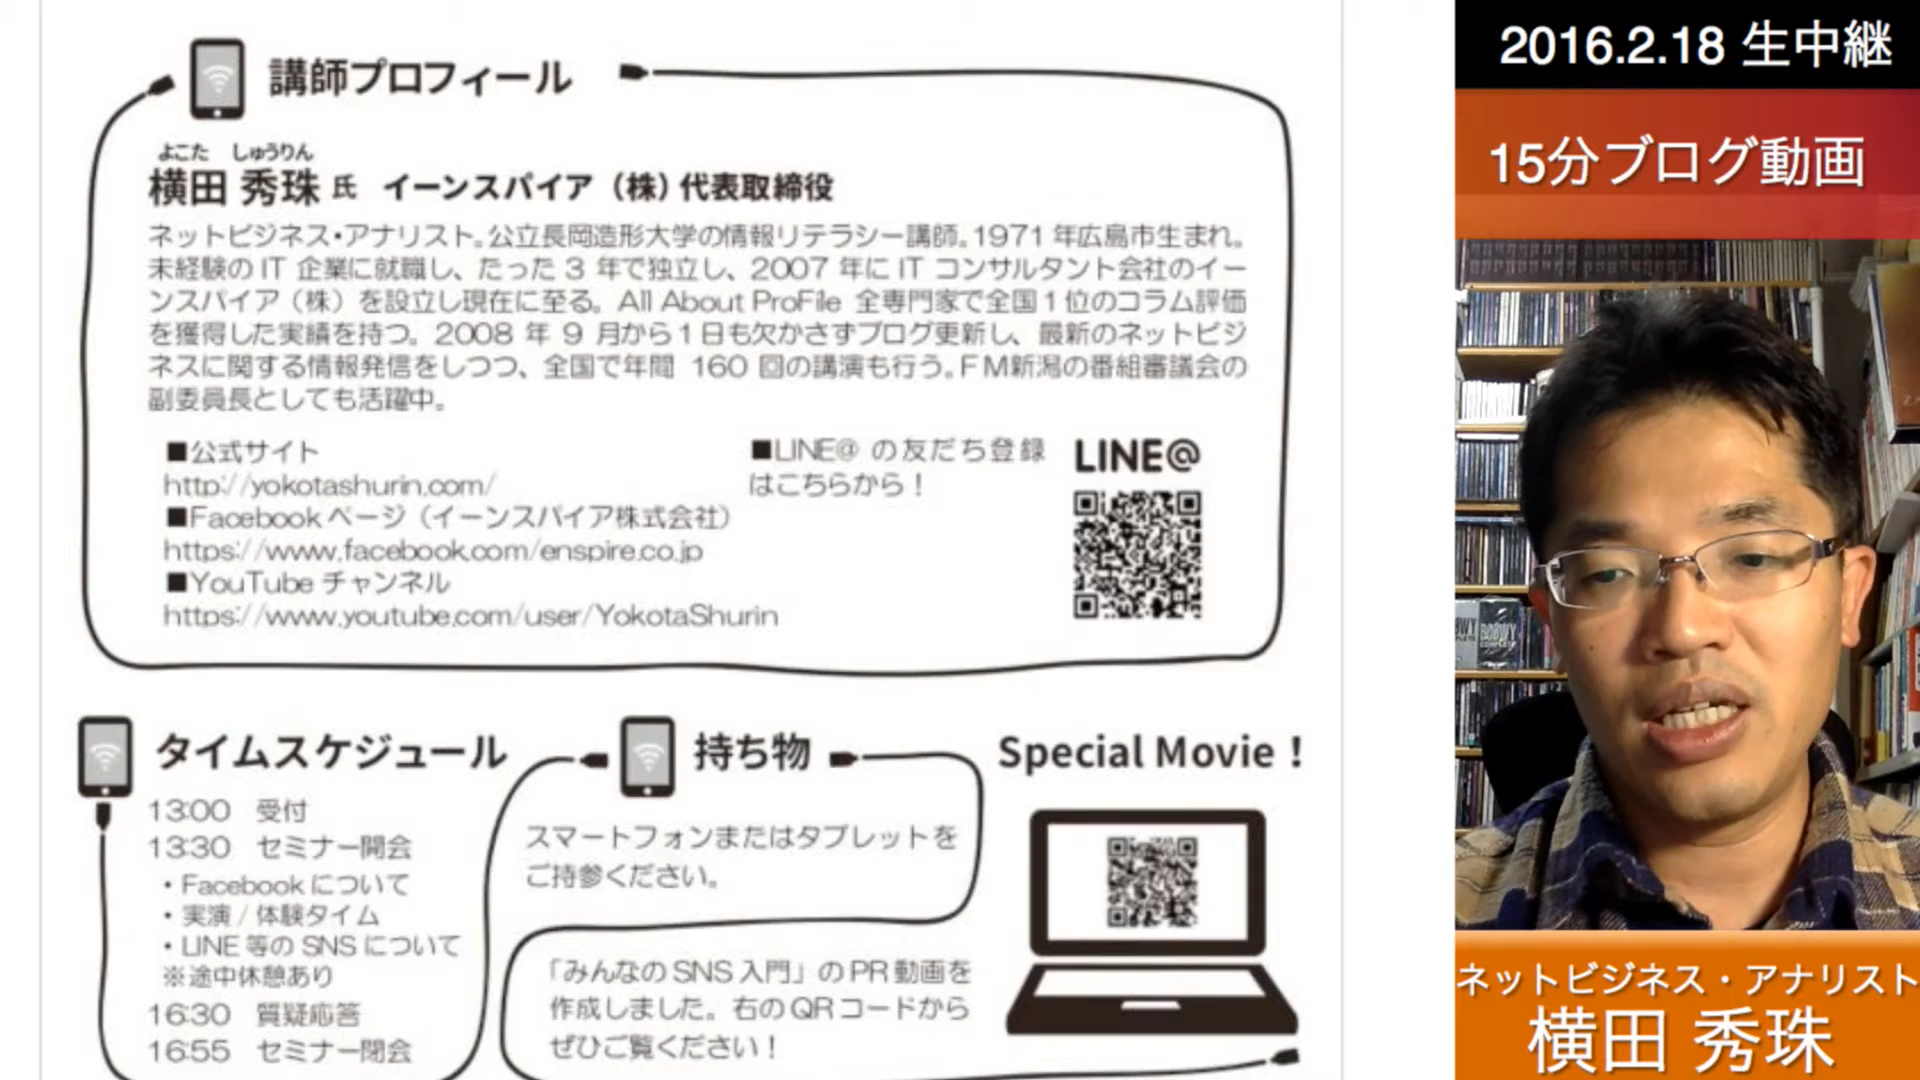 講師プロフィール
よこた しゅうりん
横田 秀珠 氏 イーンスパイア（株）代表取締役
ネットビジネス・アナリスト。公立長岡造形大学の情報リテラシー講師。1971 年広島市生まれ。
未経験の IT 企業に就職し、たった 3 年で独立し、2007 年に IT コンサルタント会社のイー
ンスパイア（株）を設立し現在に至る。All About ProFile 全専門家で全国 1 位のコラム評価
を獲得した実績を持つ。2008 年 9 月から 1 日も欠かさずブログ更新し、最新のネットビジ
ネスに関する情報発信をしつつ、全国で年間 160 回の講演も行う。FM新潟の番組審議会の
副委員長としても活躍中。
■公式サイト
http://yokotashurin.com/
■Facebook ページ（イーンスパイア株式会社）
https://www.facebook.com/enspire.co.jp
■YouTube チャンネル
https://www.youtube.com/user/YokotaShurin
■LINE@ の友だち登録
はこちらから！
LINE@
タイムスケジュール
13:00 受付
13:30 セミナー開会
・Facebook について
・実演 / 体験タイム
・LINE 等の SNS について
※途中休憩あり
16:30 質疑応答
16:55 セミナー閉会
持ち物
スマートフォンまたはタブレットを
ご持参ください。
「みんなの SNS 入門」の PR 動画を
作成しました。右の QR コードから
ぜひご覧ください！
Special Movie！
2016.2.18 生中継
15分ブログ動画
BOØWY
ネットビジネス・アナリスト
横田 秀珠